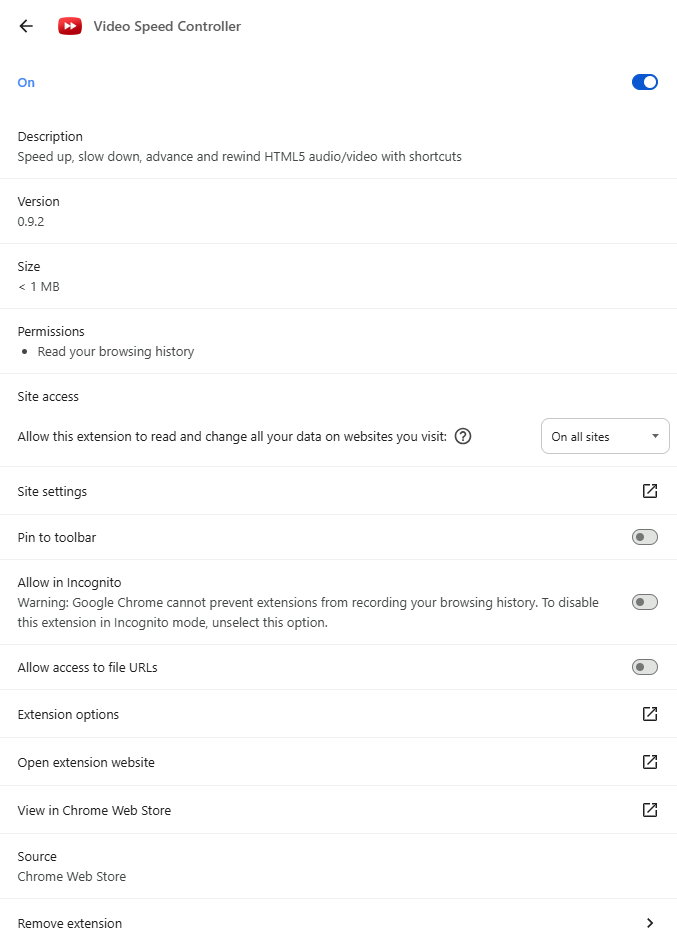 Video Speed Controller
On
Description
Speed up, slow down, advance and rewind HTML5 audio/video with shortcuts
Version
0.9.2
Size
< 1 MB
Permissions
Read your browsing history
Site access
Allow this extension to read and change all your data on websites you visit:
On all sites
Site settings
Pin to toolbar
Allow in Incognito
Warning: Google Chrome cannot prevent extensions from recording your browsing history. To disable
this extension in Incognito mode, unselect this option.
Allow access to file URLs
Extension options
Open extension website
View in Chrome Web Store
Source
Chrome Web Store
Remove extension